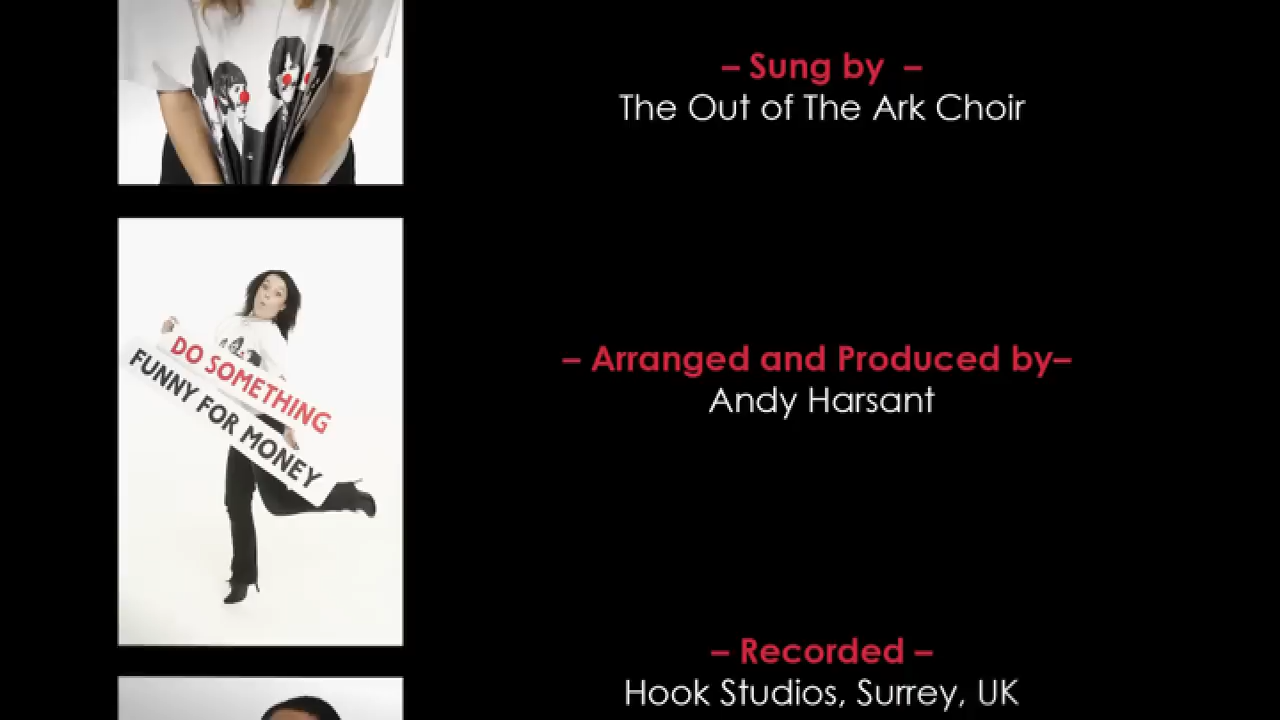 – Sung by –
The Out of The Ark Choir
DO SOMETHING
FUNNY FOR MONEY
– Arranged and Produced by–
Andy Harsant
– Recorded –
Hook Studios, Surrey, UK